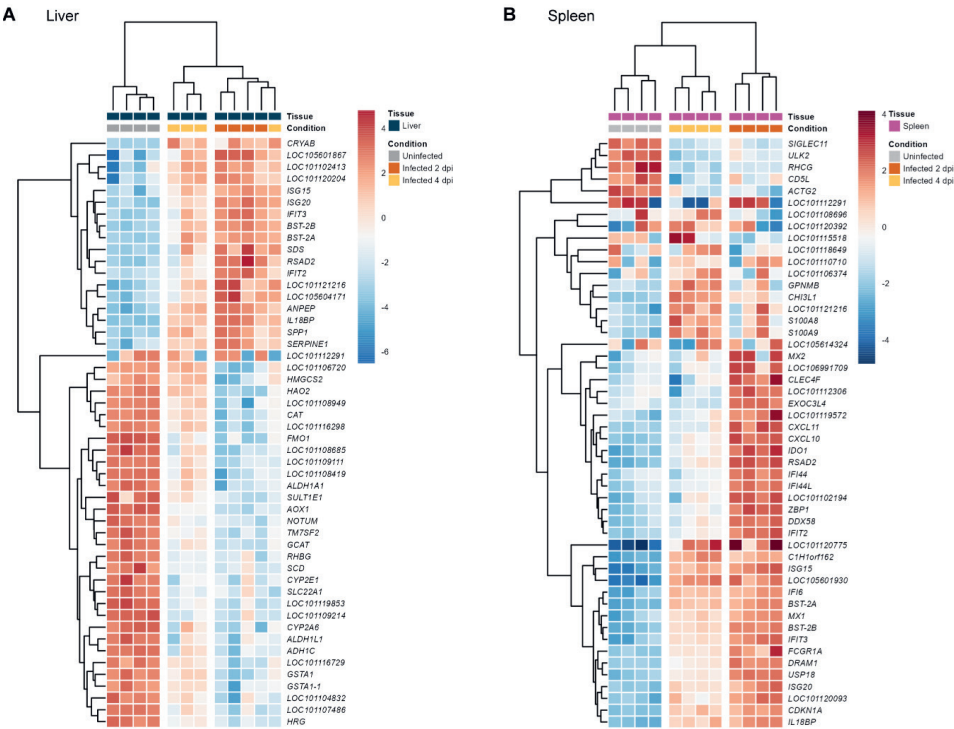 A Liver
Tissue
Condition
CRYAB
LOC105601867
LOC101102413
LOC101120204
ISG15
ISG20
IFIT3
BST-2B
BST-2A
SDS
RSAD2
IFIT2
LOC101121216
LOC105604171
ANPEP
IL18BP
SPP1
SERPINE1
LOC101112291
LOC101106720
HMGCS2
HAO2
LOC101108949
CAT
LOC101116298
FMO1
LOC101108685
LOC101109111
LOC101108419
ALDH1A1
SULT1E1
AOX1
NOTUM
TM7SF2
GCAT
RHBG
SCD
CYP2E1
SLC22A1
LOC101119853
LOC101109214
CYP2A6
ALDH1L1
ADH1C
LOC101116729
GSTA1
GSTA1-1
LOC101104832
LOC101107486
HRG
4
2
0
-2
-4
-6
Tissue
Liver
Condition
Uninfected
Infected 2 dpi
Infected 4 dpi
B Spleen
Tissue
Condition
SIGLEC11
ULK2
RHCG
CD5L
ACTG2
LOC101112291
LOC101108696
LOC101120392
LOC101115518
LOC101118649
LOC101110710
LOC101106374
GPNMB
CHI3L1
LOC101121216
S100A8
S100A9
LOC105614324
MX2
LOC106991709
CLEC4F
LOC101112306
EXOC3L4
LOC101119572
CXCL11
CXCL10
IDO1
RSAD2
IFI44
IFI44L
LOC101102194
ZBP1
DDX58
IFIT2
LOC101120775
C1H1orf162
ISG15
LOC105601930
IFI6
BST-2A
MX1
BST-2B
IFIT3
FCGR1A
DRAM1
USP18
ISG20
LOC101120093
CDKN1A
IL18BP
4
2
0
-2
-4
Tissue
Spleen
Condition
Uninfected
Infected 2 dpi
Infected 4 dpi